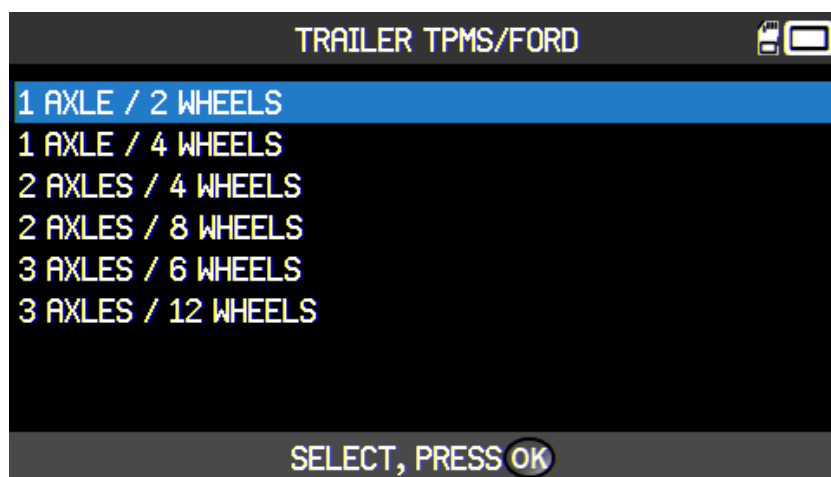 TRAILER TPMS/FORD
1 AXLE / 2 WHEELS
1 AXLE / 4 WHEELS
2 AXLES / 4 WHEELS
2 AXLES / 8 WHEELS
3 AXLES / 6 WHEELS
3 AXLES / 12 WHEELS
SELECT, PRESS OK